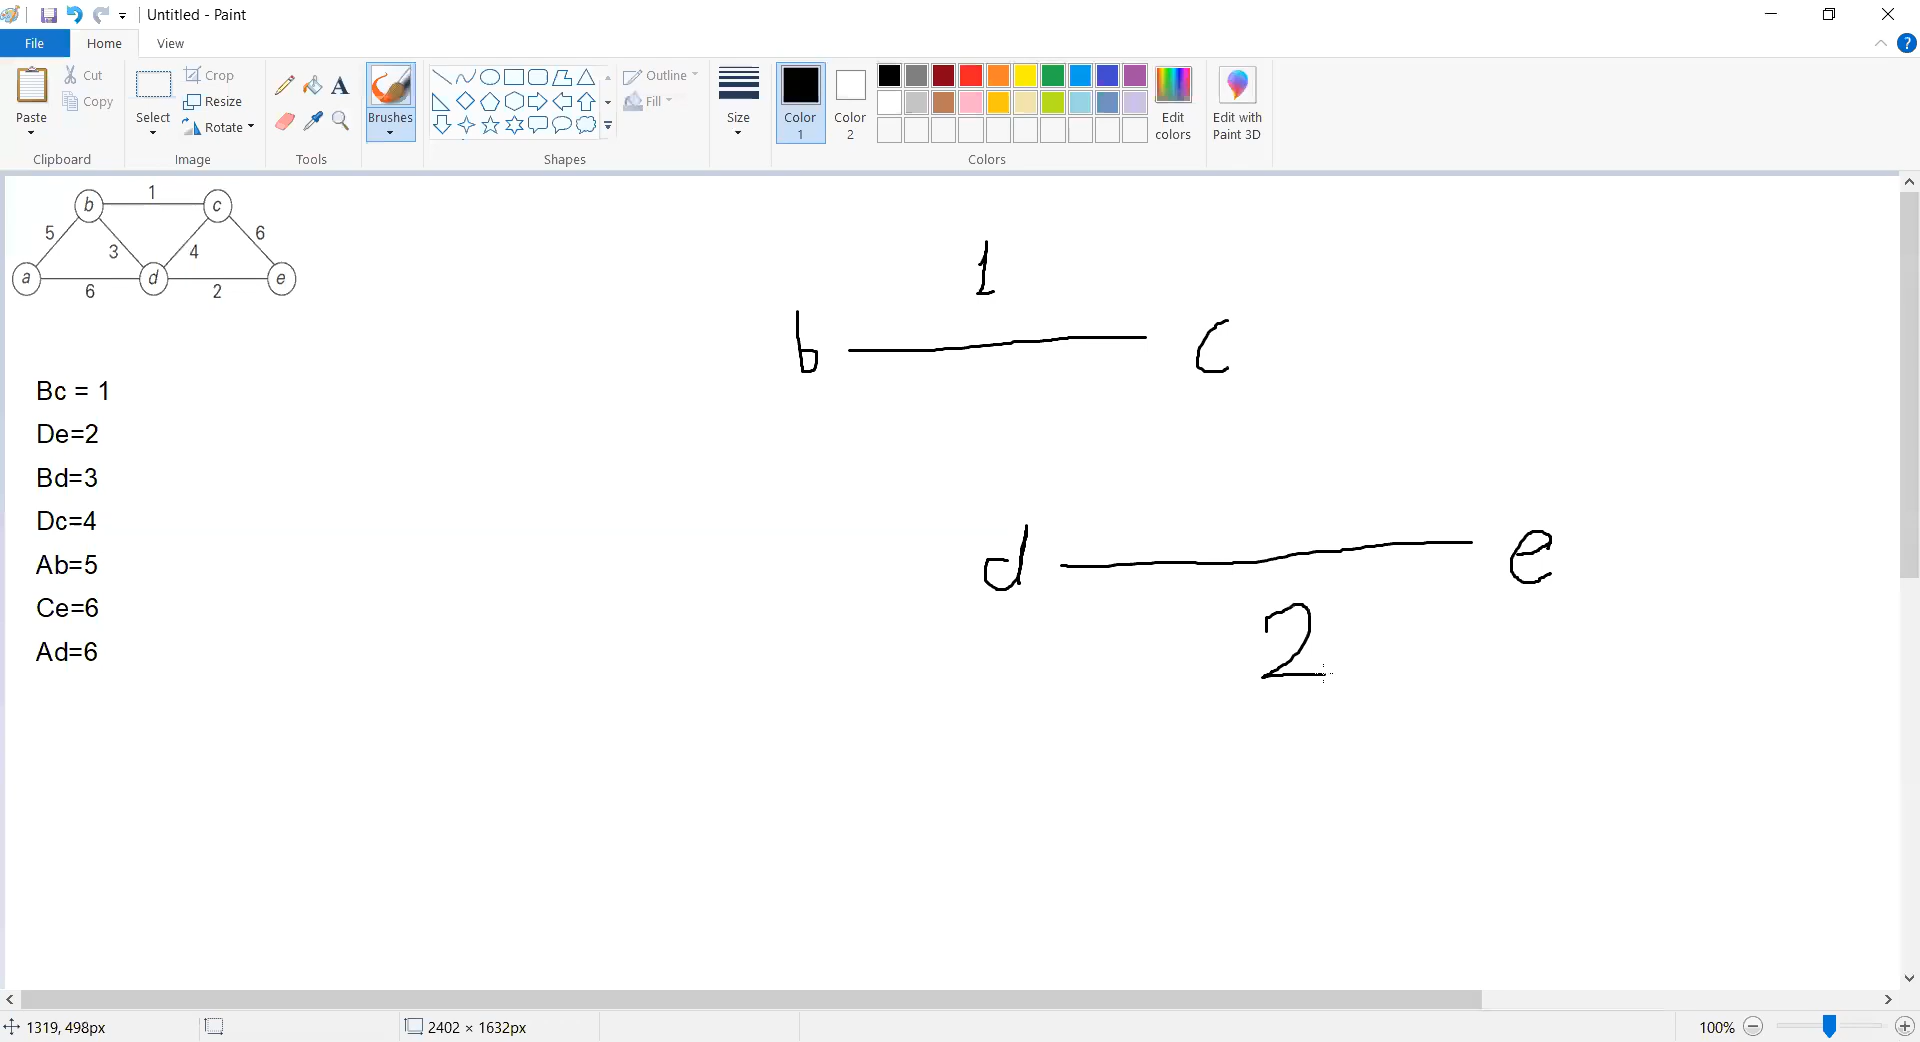 Untitled - Paint
File Home View
Paste
Cut
Copy
Clipboard
Select
Crop
Resize
Rotate
Image
A
Tools
Brushes
Outline
Fill
Shapes
Size
Color 1
Color 2
Edit colors
Colors
Edit with Paint 3D
?
b 1 c
5 3 4 6
a 6 d 2 e
Bc = 1
De=2
Bd=3
Dc=4
Ab=5
Ce=6
Ad=6
1
b c
d e
2
1319, 498px
2402 × 1632px
100%